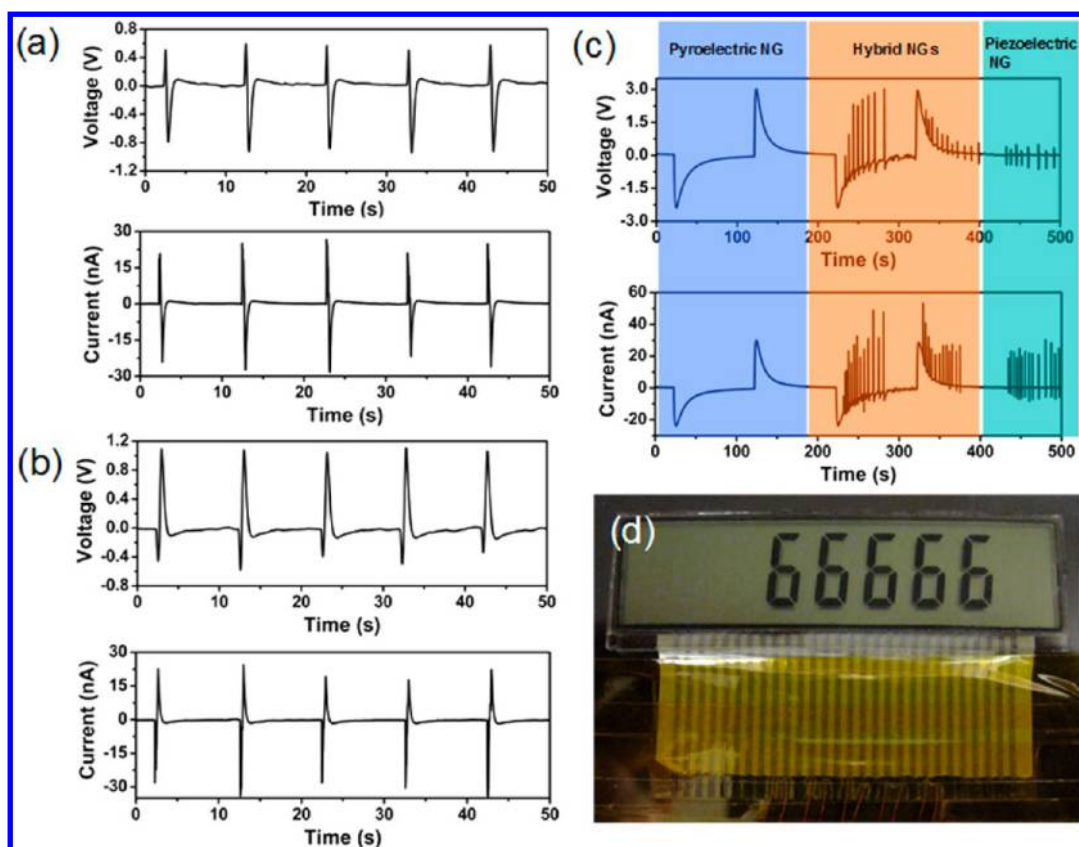 (a)
0.8
0.4
0.0
-0.4
-0.8
-1.2
Voltage (V)
0 10 20 30 40 50
Time (s)
30
15
0
-15
-30
Current (nA)
0 10 20 30 40 50
Time (s)
(b)
1.2
0.8
0.4
0.0
-0.4
-0.8
Voltage (V)
0 10 20 30 40 50
Time (s)
30
15
0
-15
-30
Current (nA)
0 10 20 30 40 50
Time (s)
(c)
Pyroelectric NG Hybrid NGs Piezoelectric
NG
3.0
1.5
0.0
-1.5
-3.0
Voltage (V)
0 100 200 300 400 500
Time (s)
60
40
20
0
-20
Current (nA)
0 100 200 300 400 500
Time (s)
(d)
66666